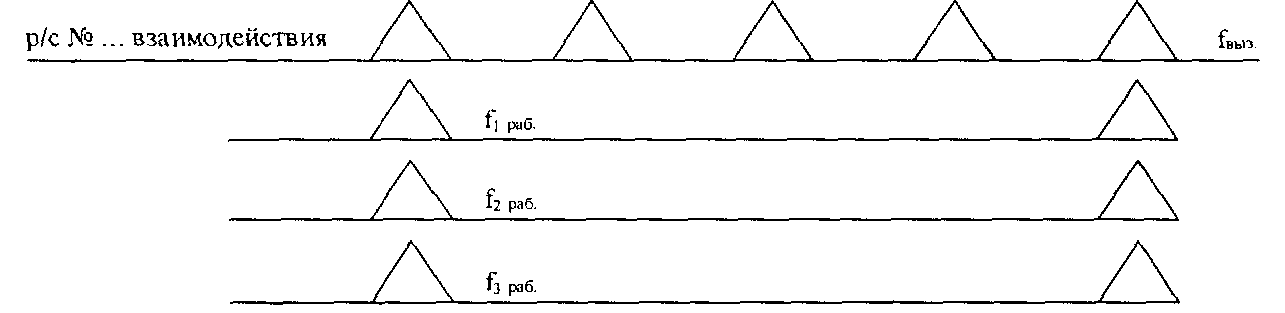 р/с № ... взаимодействия fвыз.
f1 раб.
f2 раб.
f3 раб.